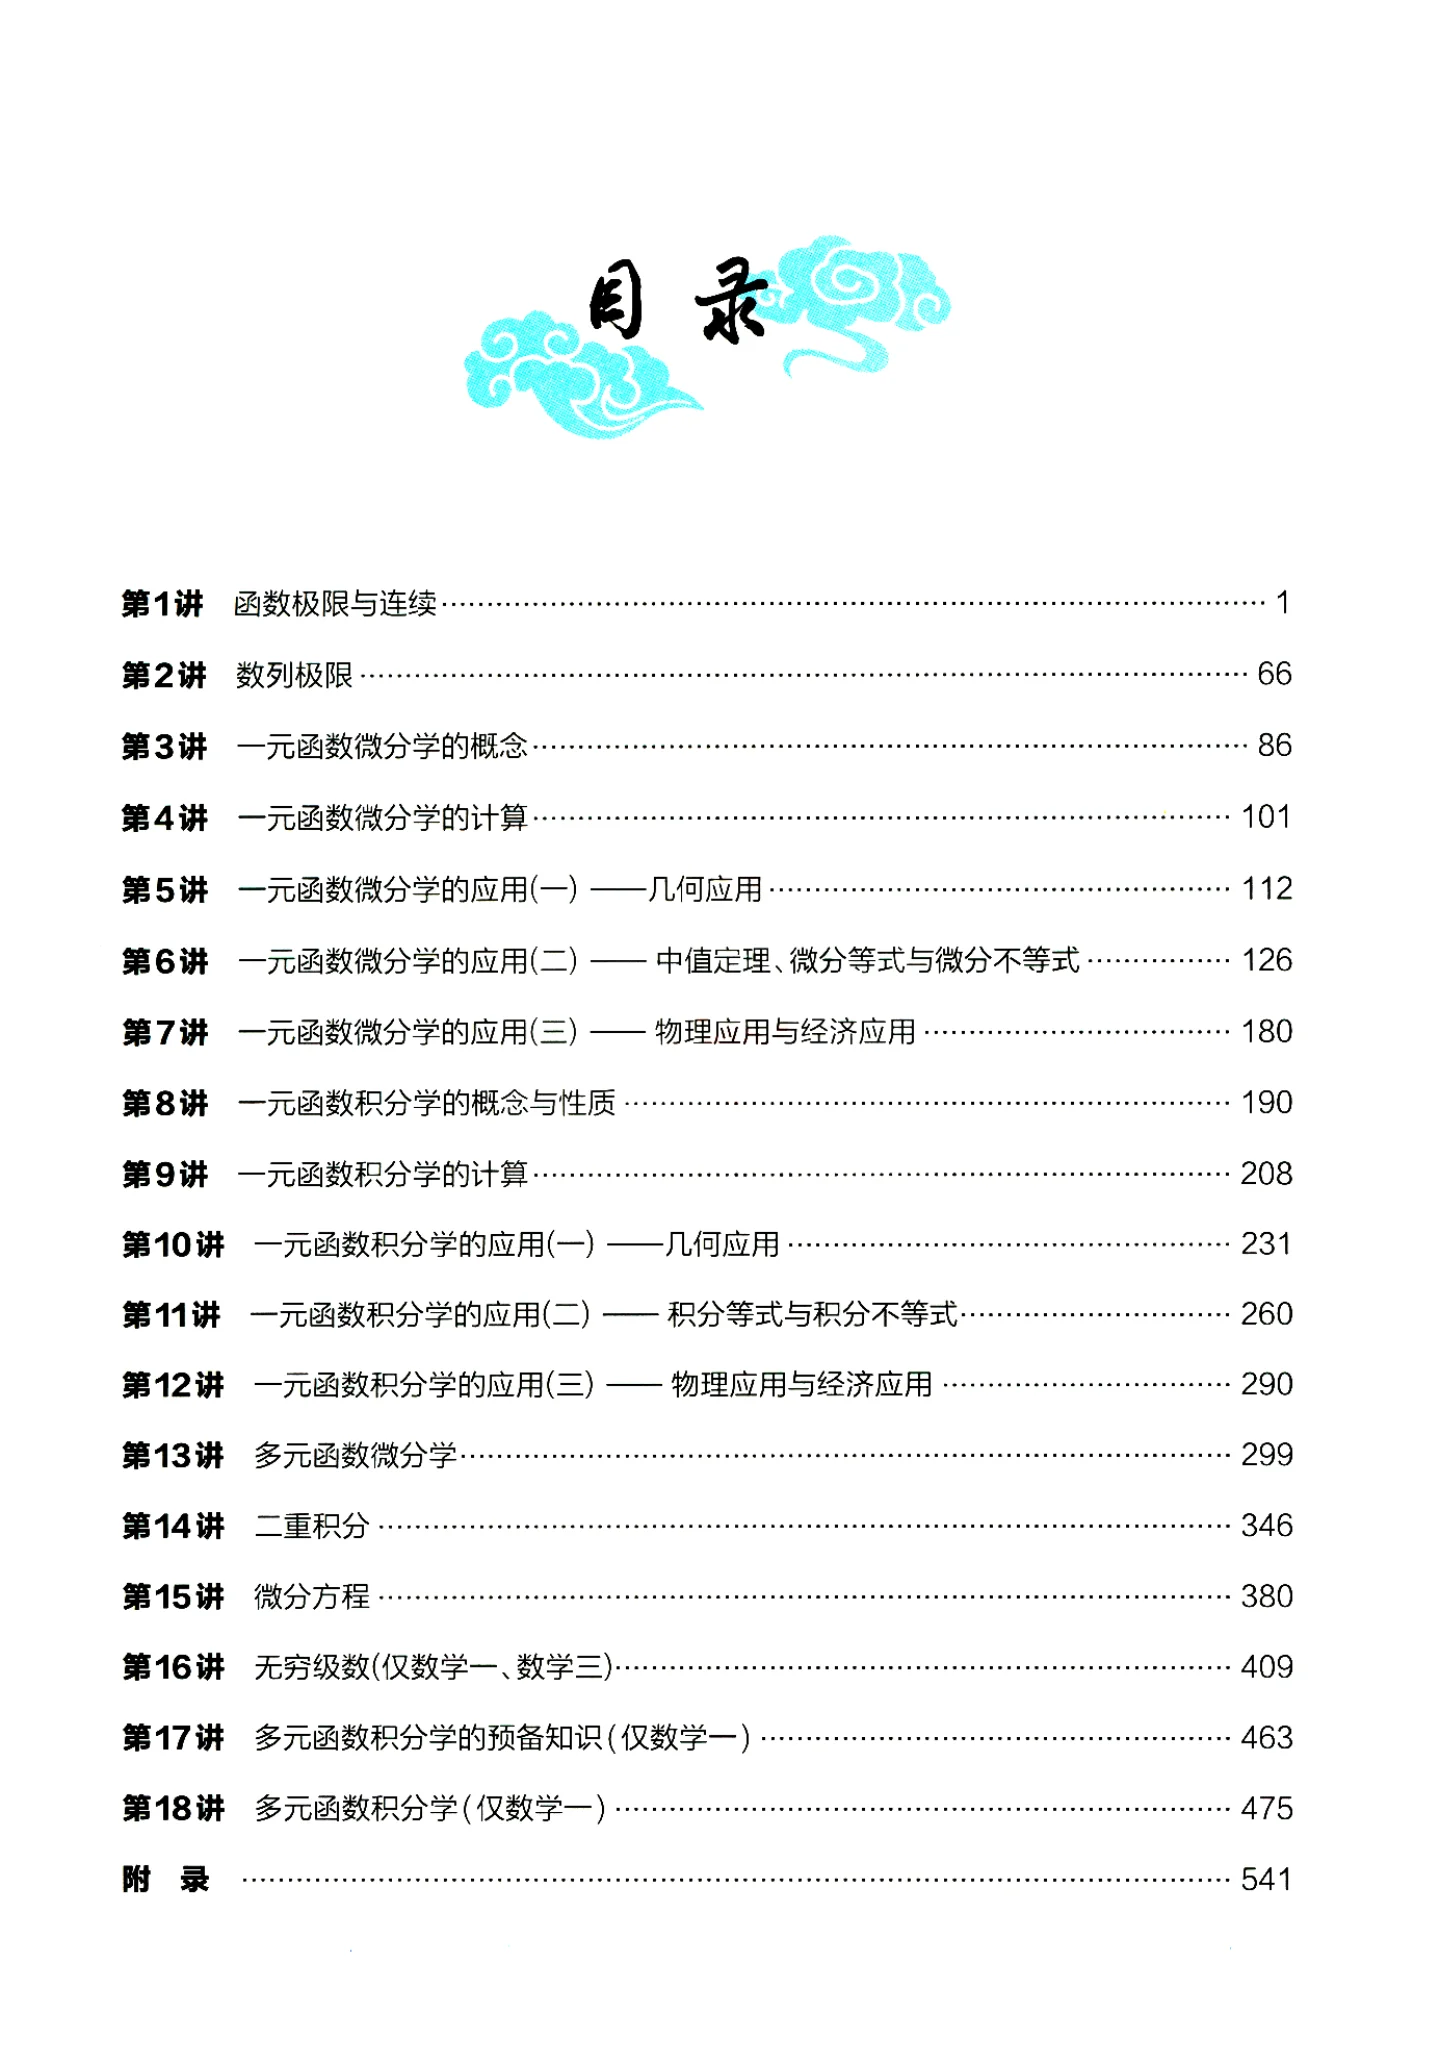 目 录
第1讲 函数极限与连续 …… 1
第2讲 数列极限 …… 66
第3讲 一元函数微分学的概念 …… 86
第4讲 一元函数微分学的计算 …… 101
第5讲 一元函数微分学的应用(一) ——几何应用 …… 112
第6讲 一元函数微分学的应用(二) —— 中值定理、微分等式与微分不等式 …… 126
第7讲 一元函数微分学的应用(三) —— 物理应用与经济应用 …… 180
第8讲 一元函数积分学的概念与性质 …… 190
第9讲 一元函数积分学的计算 …… 208
第10讲 一元函数积分学的应用(一) ——几何应用 …… 231
第11讲 一元函数积分学的应用(二) —— 积分等式与积分不等式 …… 260
第12讲 一元函数积分学的应用(三) —— 物理应用与经济应用 …… 290
第13讲 多元函数微分学 …… 299
第14讲 二重积分 …… 346
第15讲 微分方程 …… 380
第16讲 无穷级数(仅数学一、数学三) …… 409
第17讲 多元函数积分学的预备知识(仅数学一) …… 463
第18讲 多元函数积分学(仅数学一) …… 475
附 录 …… 541